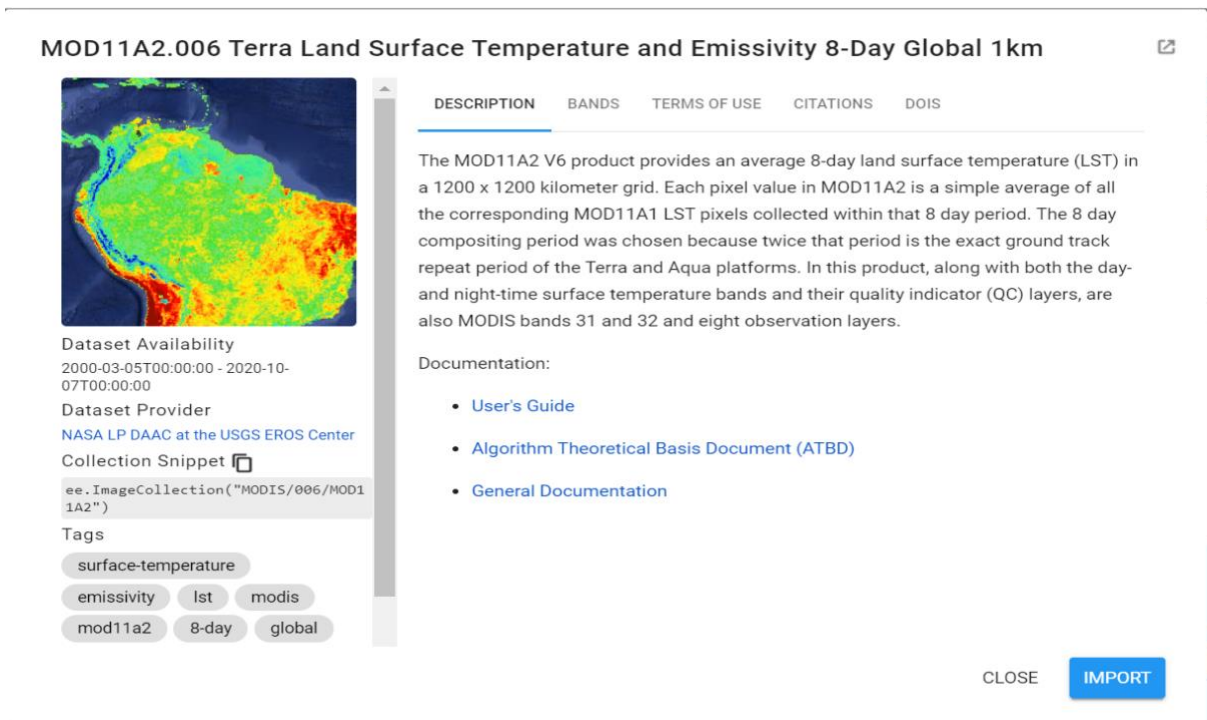 MOD11A2.006 Terra Land Surface Temperature and Emissivity 8-Day Global 1km
Dataset Availability
2000-03-05T00:00:00 - 2020-10-
07T00:00:00
Dataset Provider
NASA LP DAAC at the USGS EROS Center
Collection Snippet
ee.ImageCollection("MODIS/006/MOD1
1A2")
Tags
surface-temperature
emissivity lst modis
mod11a2 8-day global
DESCRIPTION BANDS TERMS OF USE CITATIONS DOIS
The MOD11A2 V6 product provides an average 8-day land surface temperature (LST) in
a 1200 x 1200 kilometer grid. Each pixel value in MOD11A2 is a simple average of all
the corresponding MOD11A1 LST pixels collected within that 8 day period. The 8 day
compositing period was chosen because twice that period is the exact ground track
repeat period of the Terra and Aqua platforms. In this product, along with both the day-
and night-time surface temperature bands and their quality indicator (QC) layers, are
also MODIS bands 31 and 32 and eight observation layers.
Documentation:
• User's Guide
• Algorithm Theoretical Basis Document (ATBD)
• General Documentation
CLOSE IMPORT